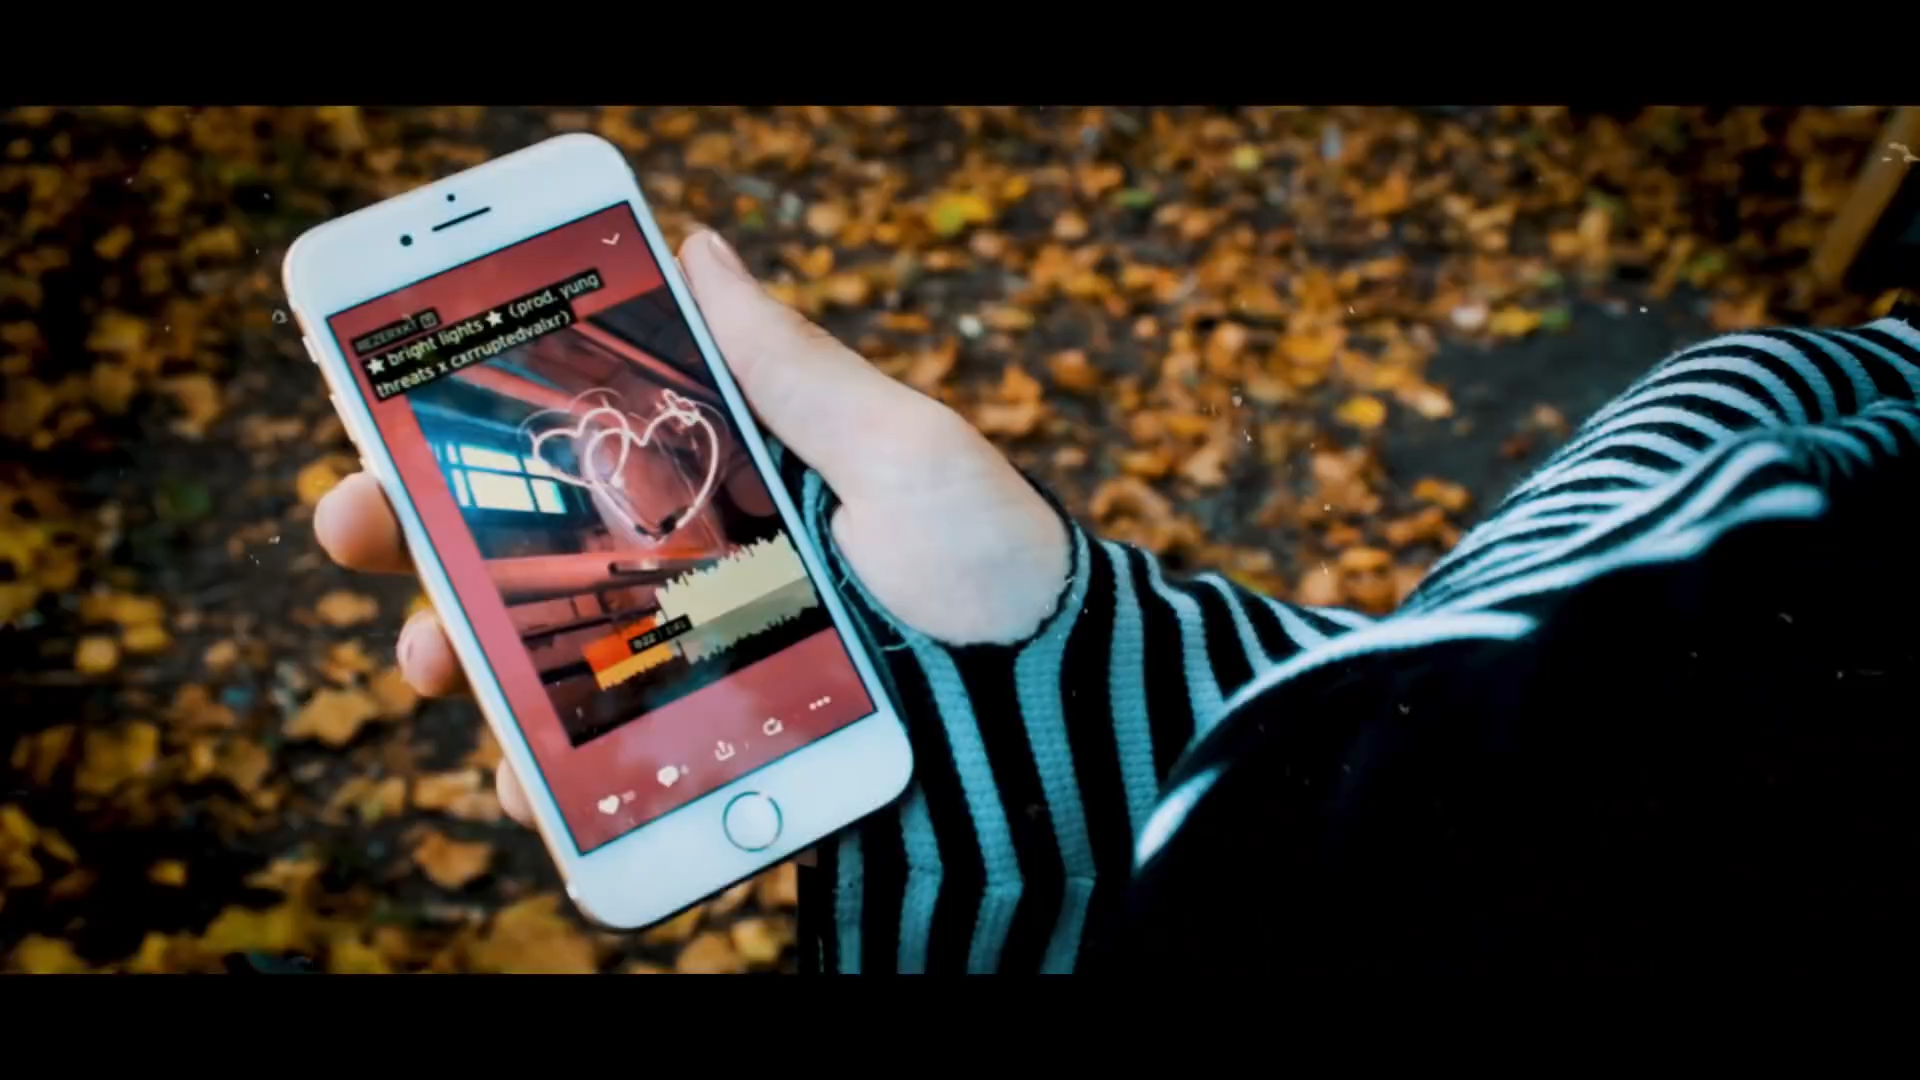 ★ bright lights ★ (prod. yung
threats x cxrruptedvalxr)